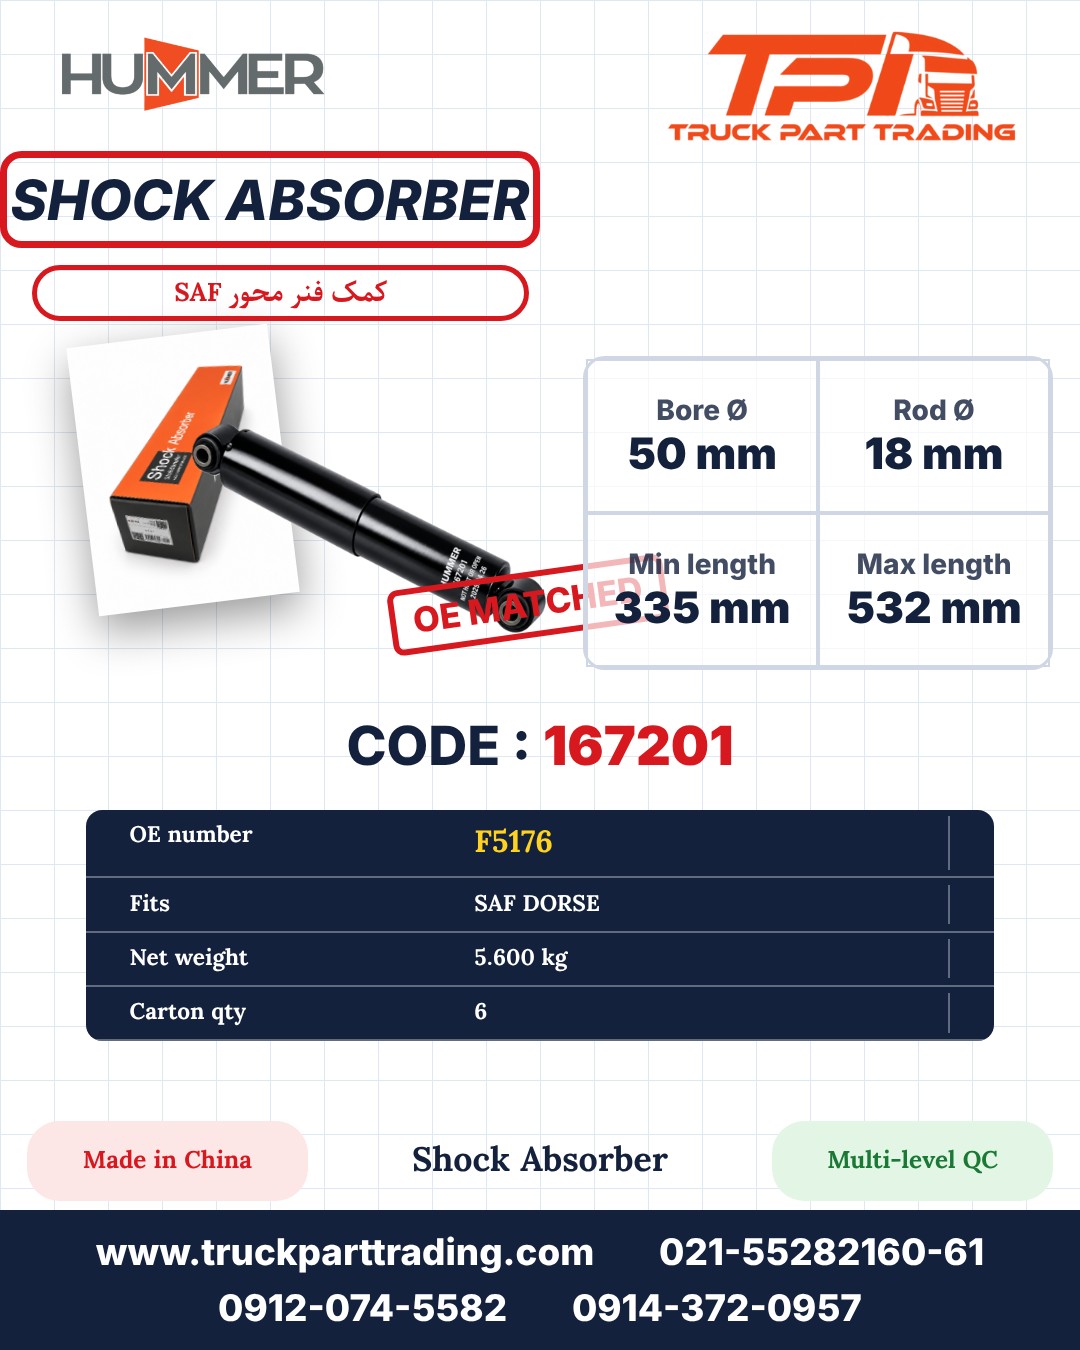 HUMMER
TPT
TRUCK PART TRADING
SHOCK ABSORBER
کمک فنر محور SAF
Shock Absorber
HUMMER
OE MATCHED
Bore Ø
50 mm
Rod Ø
18 mm
Min length
335 mm
Max length
532 mm
CODE : 167201
OE number F5176
Fits SAF DORSE
Net weight 5.600 kg
Carton qty 6
Made in China
Shock Absorber
Multi-level QC
www.truckparttrading.com 021-55282160-61
0912-074-5582 0914-372-0957